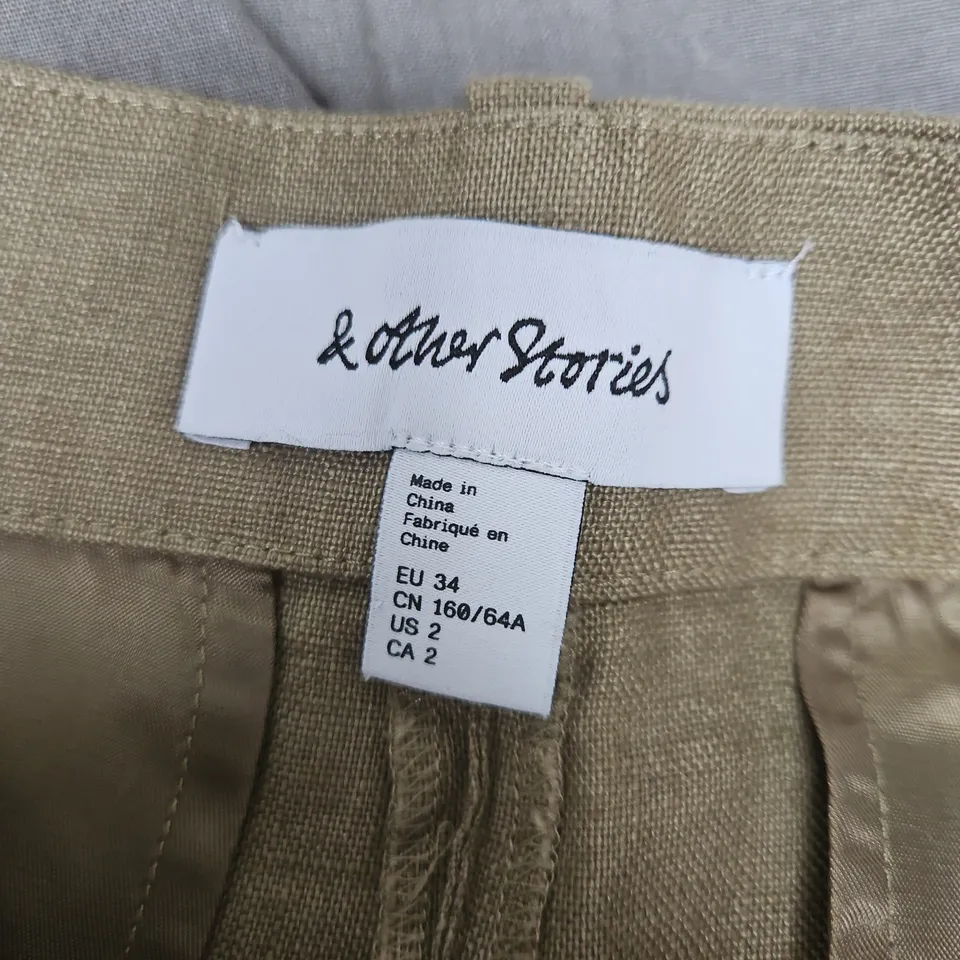 & other Stories
Made in
China
Fabriqué en
Chine
EU 34
CN 160/64A
US 2
CA 2